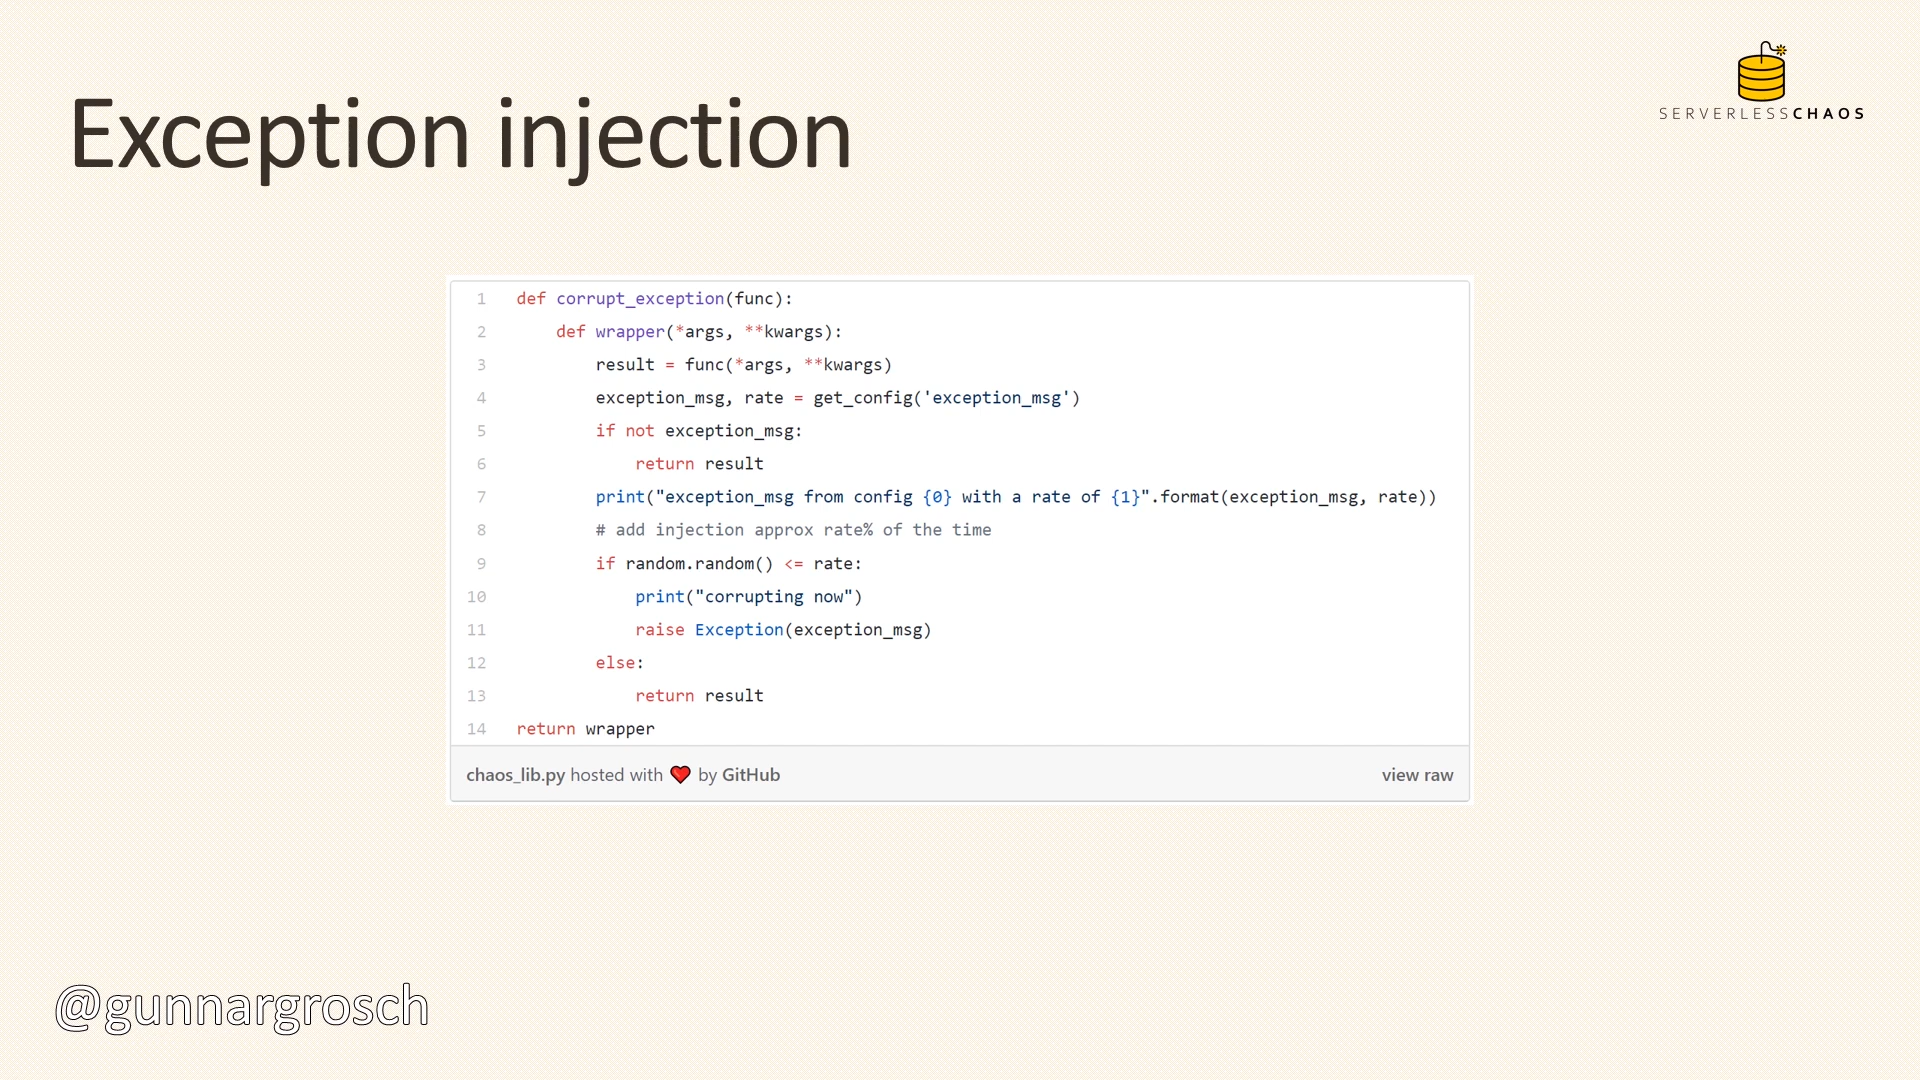 SERVERLESSCHAOS
Exception injection
1 def corrupt_exception(func):
2     def wrapper(*args, **kwargs):
3         result = func(*args, **kwargs)
4         exception_msg, rate = get_config('exception_msg')
5         if not exception_msg:
6             return result
7         print("exception_msg from config {0} with a rate of {1}".format(exception_msg, rate))
8         # add injection approx rate% of the time
9         if random.random() <= rate:
10             print("corrupting now")
11             raise Exception(exception_msg)
12         else:
13             return result
14 return wrapper
chaos_lib.py hosted with ❤ by GitHub view raw
@gunnargrosch